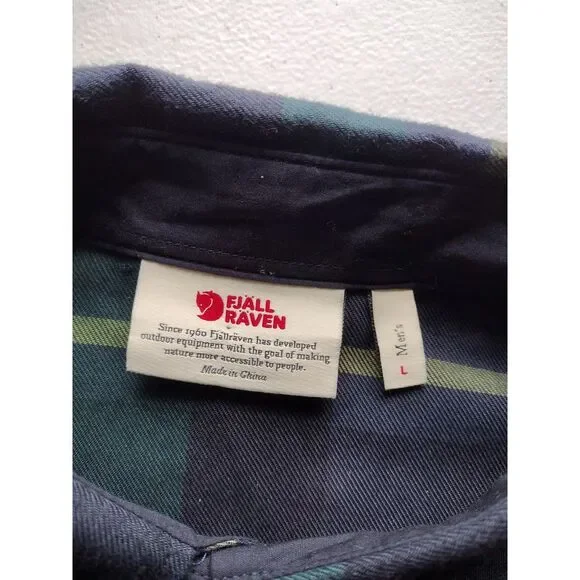 FJÄLL
RÄVEN
Since 1960 Fjällräven has developed
outdoor equipment with the goal of making
nature more accessible to people.
Made in China
Men's
L